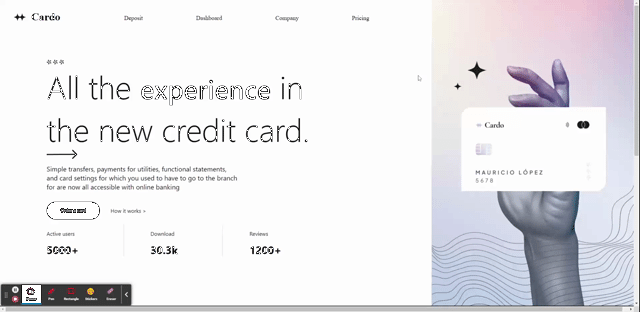 Cardo
Deposit
Dashboard
Company
Pricing
All the experience in
the new credit card.
Simple transfers, payments for utilities, functional statements,
and card settings for which you used to have to go to the branch
for are now all accessible with online banking
How it works >
Active users
5000+
Download
30.3k
Reviews
1200+
Cardo
MAURICIO LÓPEZ
5678
Pen
Rectangle
Stickers
Eraser